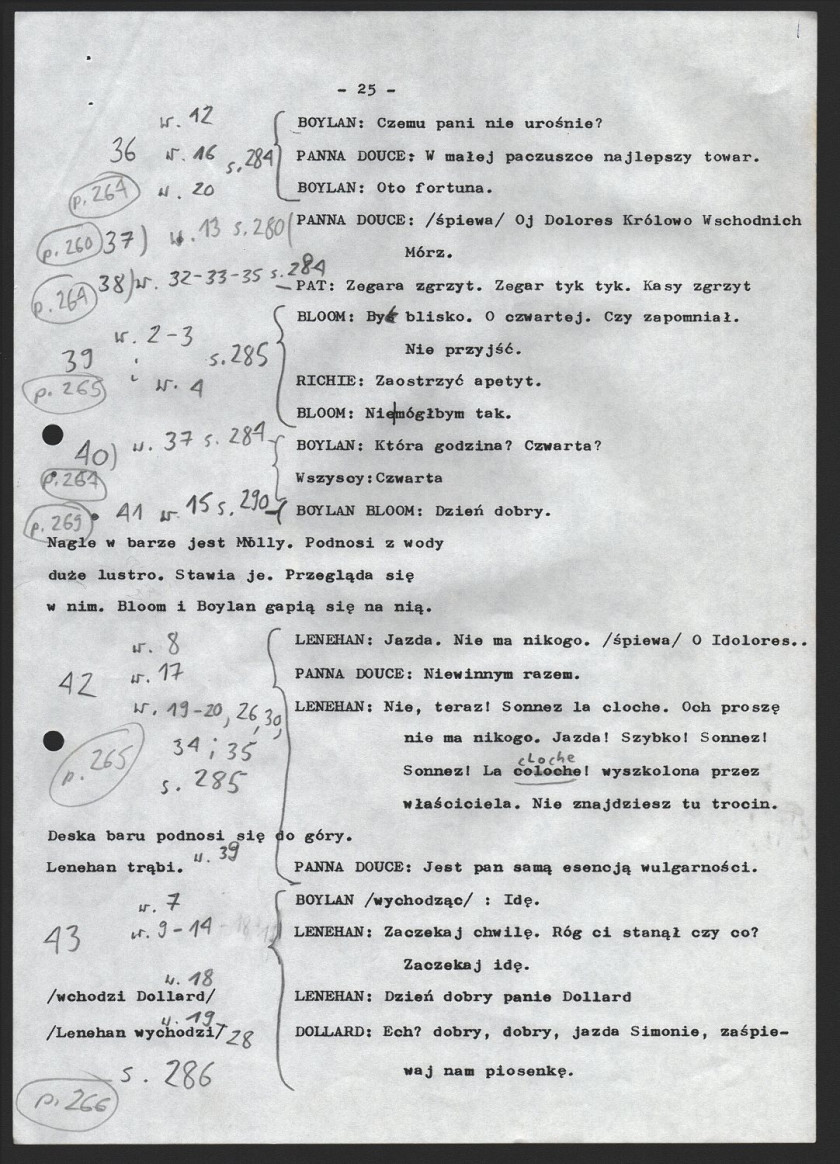 1
- 25 -
w. 12
BOYLAN: Czemu pani nie urośnie?
36 w. 16 s.284
PANNA DOUCE: W małej paczuszce najlepszy towar.
p.264 w. 20
BOYLAN: Oto fortuna.
p.260 37) w.13 s.280
PANNA DOUCE: /śpiewa/ Oj Dolores Królowo Wschodnich
Mórz.
p.264 38) w. 32-33-35 s.284
PAT: Zegara zgrzyt. Zegar tyk tyk. Kasy zgrzyt
BLOOM: Być blisko. O czwartej. Czy zapomniał.
w. 2-3
Nie przyjść.
39 s.285
p. 265 w. 4
RICHIE: Zaostrzyć apetyt.
BLOOM: Nie|mógłbym tak.
40) w. 37 s. 284
BOYLAN: Która godzina? Czwarta?
p.264
Wszyscy:Czwarta
p.269 41 w. 15 s. 290
BOYLAN BLOOM: Dzień dobry.
Nagle w barze jest Molly. Podnosi z wody
duże lustro. Stawia je. Przegląda się
w nim. Bloom i Boylan gapią się na nią.
w. 8
LENEHAN: Jazda. Nie ma nikogo. /śpiewa/ O Idolores..
42 w. 17
PANNA DOUCE: Niewinnym razem.
w. 19-20, 26, 30,
LENEHAN: Nie, teraz! Sonnez la cloche. Och proszę
34 i 35
nie ma nikogo. Jazda! Szybko! Sonnez!
p. 265
cloche
s. 285
Sonnez! La coloche! wyszkolona przez
właściciela. Nie znajdziesz tu trocin.
Deska baru podnosi się do góry.
Lenehan trąbi. w. 39
PANNA DOUCE: Jest pan samą esencją wulgarności.
w. 7
BOYLAN /wychodząc/ : Idę.
43 w. 9-14
LENEHAN: Zaczekaj chwilę. Róg ci stanął czy co?
Zaczekaj idę.
w. 18
/wchodzi Dollard/
LENEHAN: Dzień dobry panie Dollard
w. 19-28
/Lenehan wychodzi/
DOLLARD: Ech? dobry, dobry, jazda Simonie, zaśpie-
waj nam piosenkę.
s. 286
p. 266